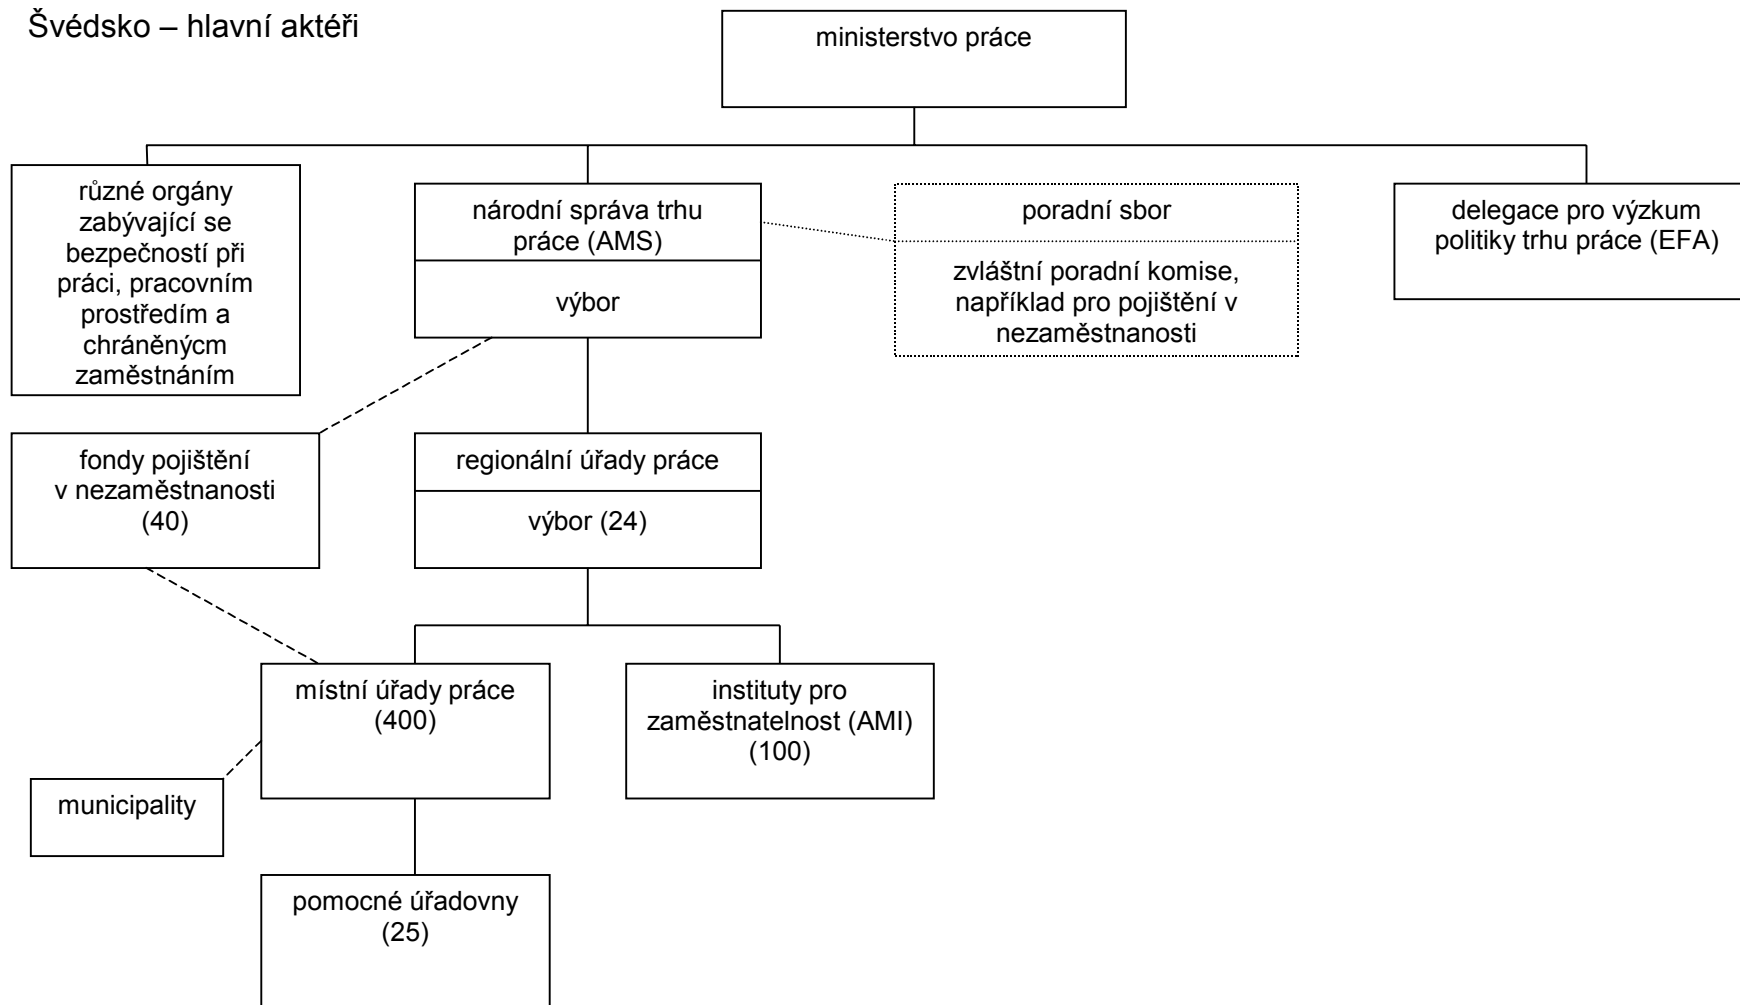 Švédsko – hlavní aktéři
ministerstvo práce
různé orgány
zabývající se
bezpečností při
práci, pracovním
prostředím a
chráněnýcm
zaměstnáním
národní správa trhu
práce (AMS)
výbor
poradní sbor
zvláštní poradní komise,
například pro pojištění v
nezaměstnanosti
delegace pro výzkum
politiky trhu práce (EFA)
fondy pojištění
v nezaměstnanosti
(40)
regionální úřady práce
výbor (24)
místní úřady práce
(400)
instituty pro
zaměstnatelnost (AMI)
(100)
municipality
pomocné úřadovny
(25)